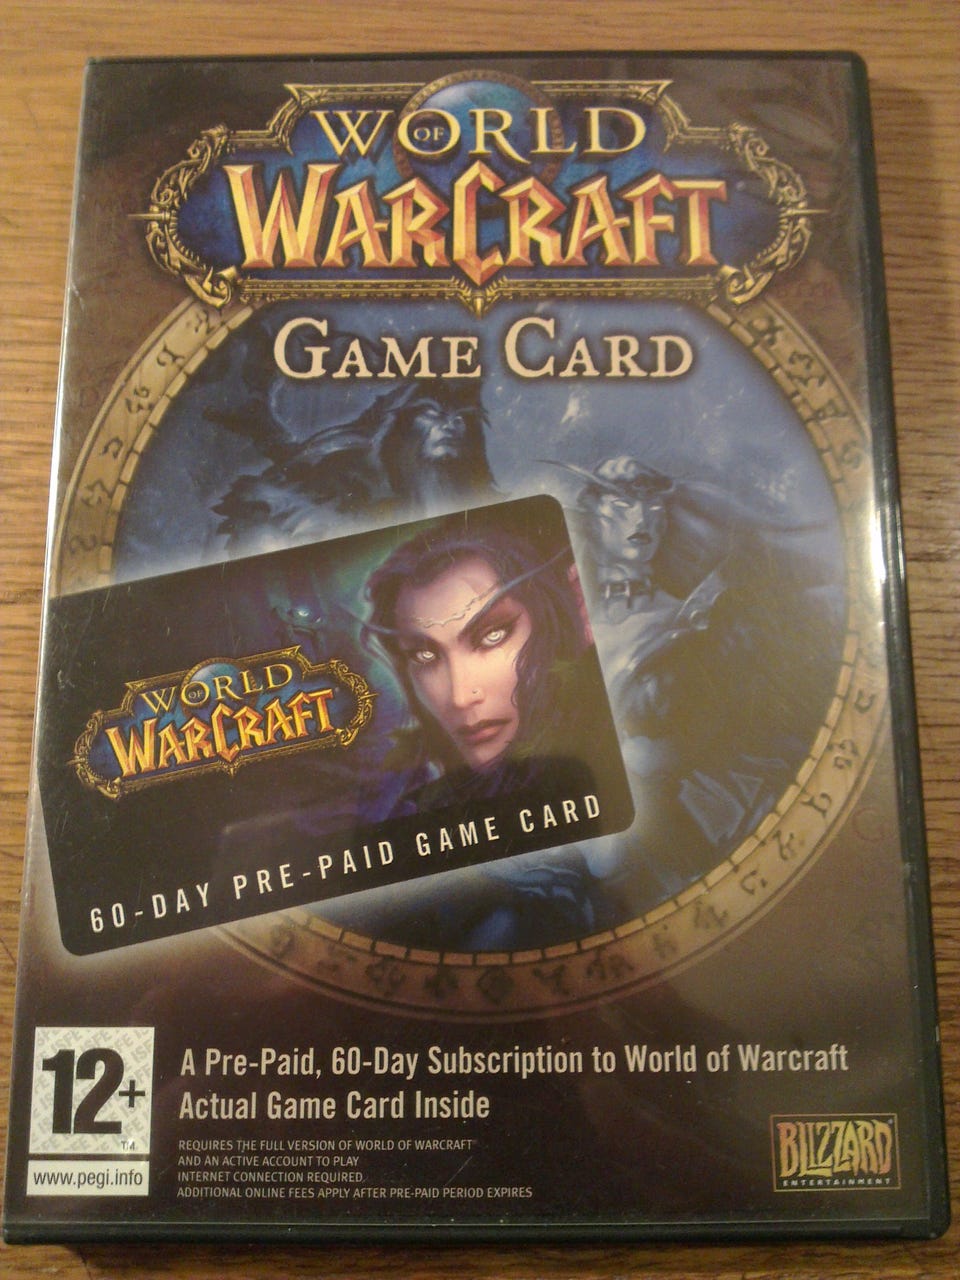 WORLD
OF
WARCRAFT
GAME CARD
WORLD
OF
WARCRAFT
60-DAY PRE-PAID GAME CARD
12+
TM
www.pegi.info
A Pre-Paid, 60-Day Subscription to World of Warcraft
Actual Game Card Inside
REQUIRES THE FULL VERSION OF WORLD OF WARCRAFT
AND AN ACTIVE ACCOUNT TO PLAY
INTERNET CONNECTION REQUIRED
ADDITIONAL ONLINE FEES APPLY AFTER PRE-PAID PERIOD EXPIRES
BLIZZARD
ENTERTAINMENT